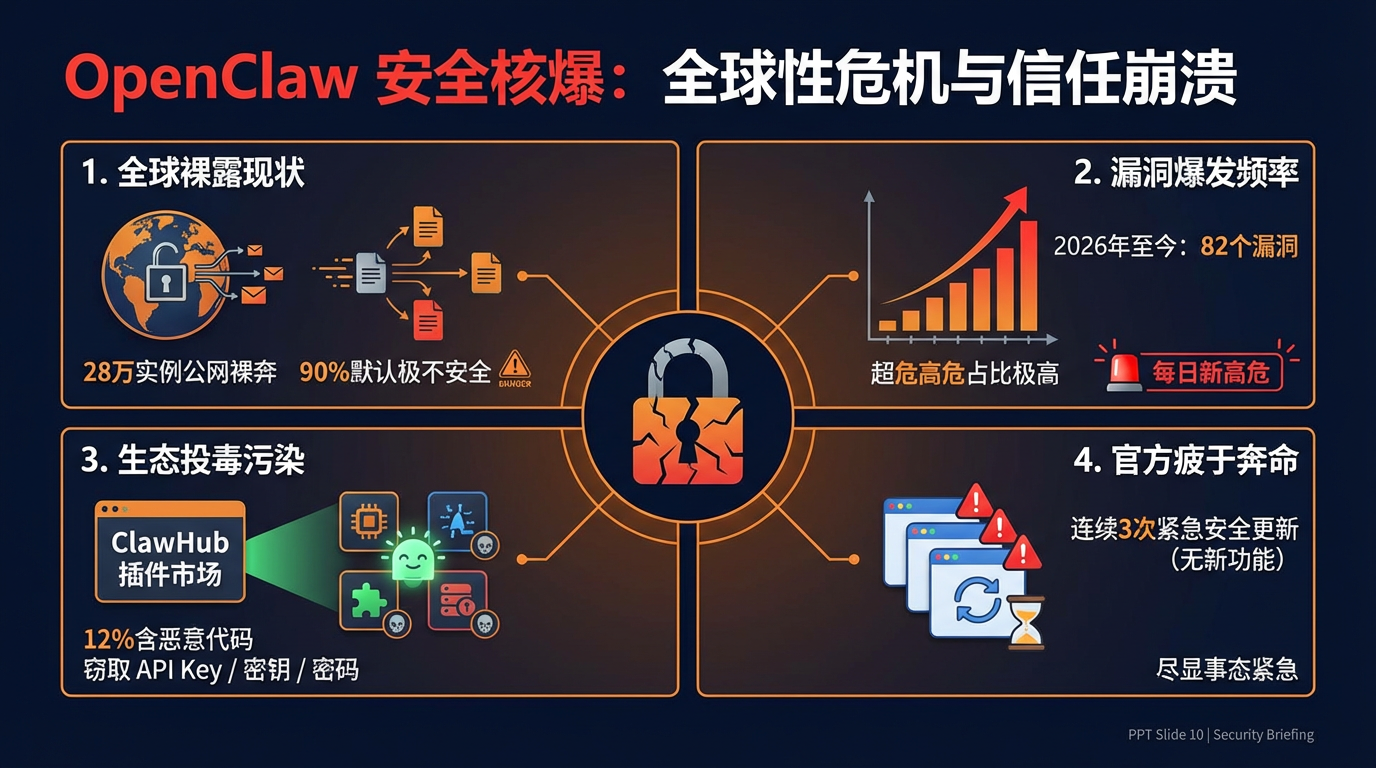 OpenClaw 安全核爆：全球性危机与信任崩溃
1. 全球裸露现状
28万实例公网裸奔
90%默认极不安全
2. 漏洞爆发频率
2026年至今：82个漏洞
超危高危占比极高
每日新高危
3. 生态投毒污染
ClawHub
插件市场
12%含恶意代码
窃取 API Key / 密钥 / 密码
4. 官方疲于奔命
连续3次紧急安全更新
（无新功能）
尽显事态紧急
PPT Slide 10 | Security Briefing